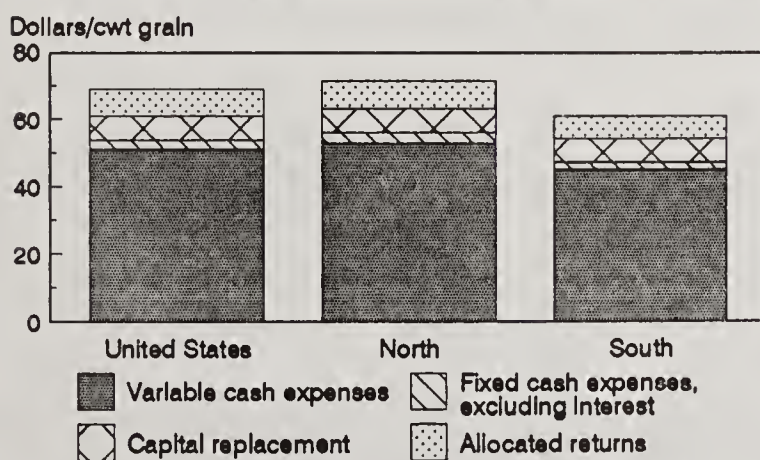 Dollars/cwt grain
80
60
40
20
0
United States North South
Variable cash expenses
Fixed cash expenses,
excluding interest
Capital replacement
Allocated returns